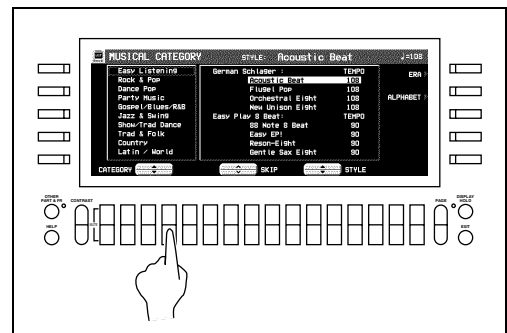 MUSICAL CATEGORY STYLE: Acoustic Beat ♩=108
Easy Listening
Rock & Pop
Dance Pop
Party Music
Gospel/Blues/R&B
Jazz & Swing
Show/Trad Dance
Trad & Folk
Country
Latin / World
German Schlager : TEMPO
Acoustic Beat 108
Flugel Pop 108
Orchestral Eight 108
New Unison Eight 108
Easy Play 8 Beat: TEMPO
88 Note 8 Beat 90
Easy EP! 90
Reson-Eight 90
Gentle Sax Eight 90
ERA
ALPHABET
CATEGORY SKIP STYLE
OTHER
PART & FR
CONTRAST
HELP
PAGE
DISPLAY
HOLD
EXIT